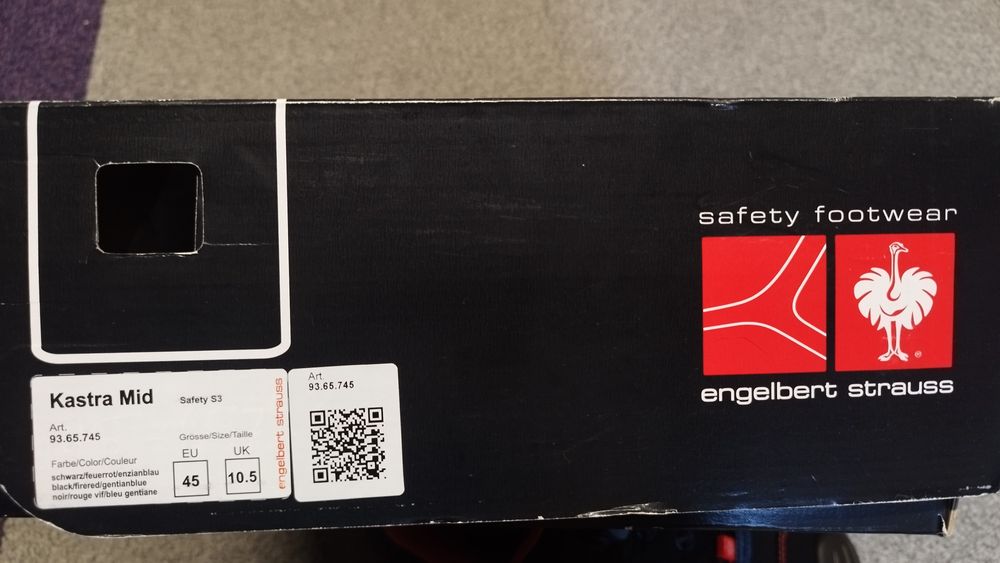 safety footwear
engelbert strauss
Kastra Mid
Safety S3
Art.
93.65.745
Grösse/Size/Taille
EU
UK
45
10.5
Farbe/Color/Couleur
schwarz/feuerrot/enzianblau
black/firered/gentianblue
noir/rouge vif/bleu gentiane
engelbert strauss
Art.
93.65.745